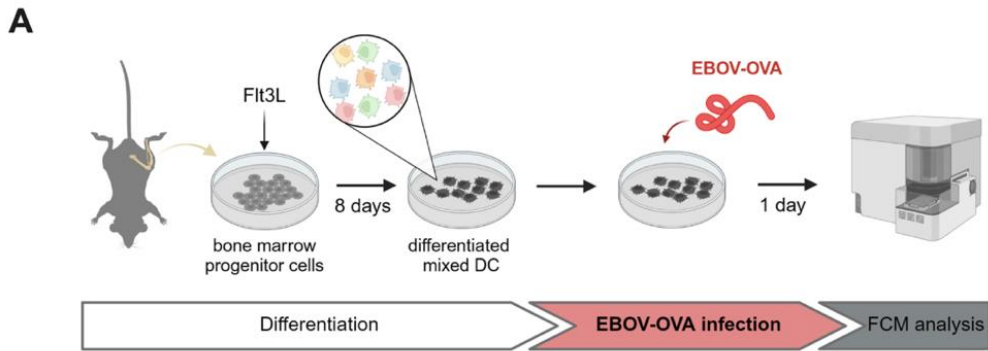 A
Flt3L
EBOV-OVA
8 days
1 day
bone marrow
progenitor cells
differentiated
mixed DC
Differentiation
EBOV-OVA infection
FCM analysis